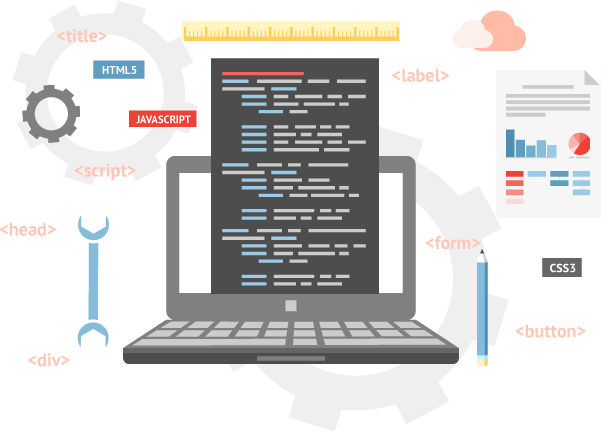 <title>
HTML5
<label>
JAVASCRIPT
<script>
<head>
<form>
CSS3
<button>
<div>